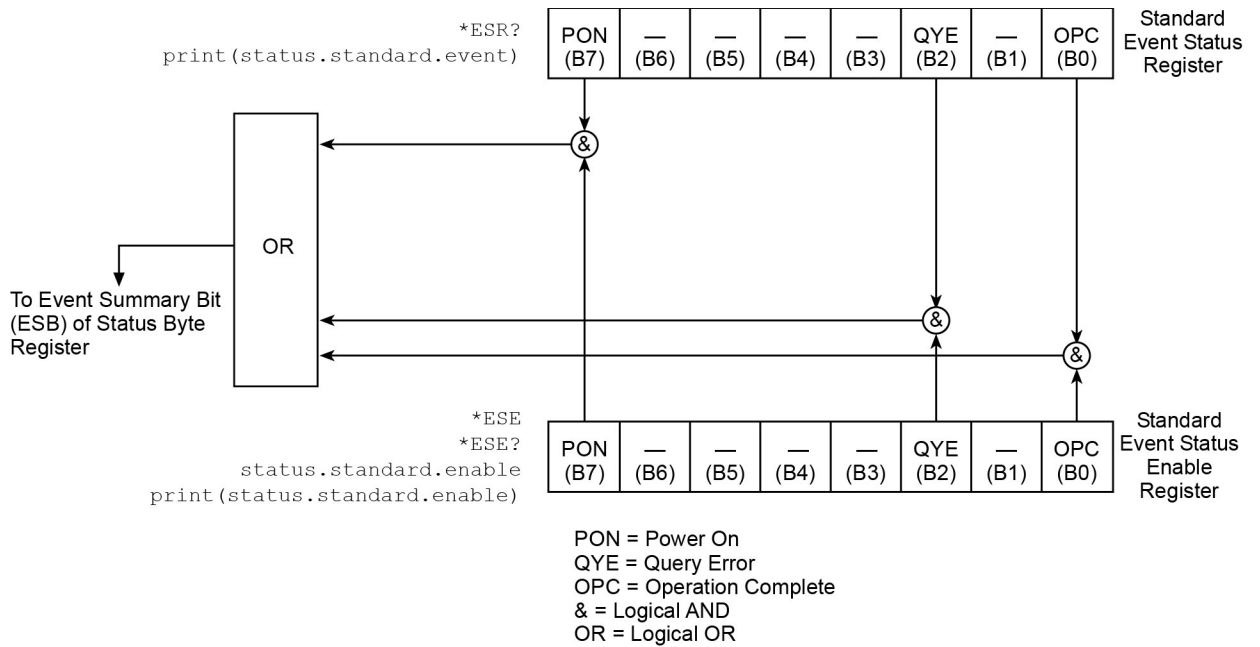 *ESR?
print(status.standard.event)
PON — — — — QYE — OPC
(B7) (B6) (B5) (B4) (B3) (B2) (B1) (B0)
Standard
Event Status
Register
&
OR
To Event Summary Bit
(ESB) of Status Byte
Register
&
&
*ESE
*ESE?
status.standard.enable
print(status.standard.enable)
PON — — — — QYE — OPC
(B7) (B6) (B5) (B4) (B3) (B2) (B1) (B0)
Standard
Event Status
Enable
Register
PON = Power On
QYE = Query Error
OPC = Operation Complete
& = Logical AND
OR = Logical OR